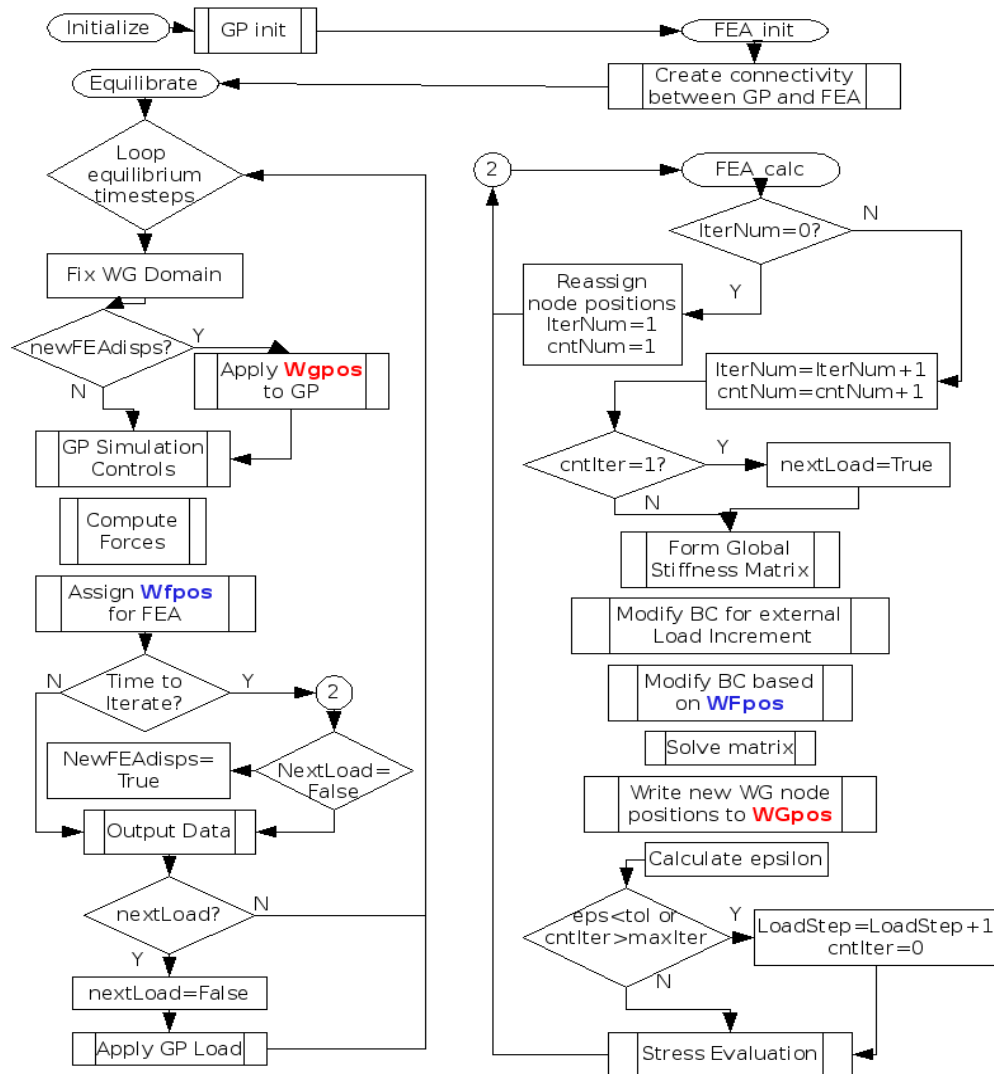 Initialize
GP init
FEA init
Equilibrate
Create connectivity
between GP and FEA
Loop
equilibrium
timesteps
Fix WG Domain
newFEAdisps?
Y
N
Apply Wgpos
to GP
GP Simulation
Controls
Compute
Forces
Assign Wfpos
for FEA
Time to
Iterate?
N
Y
2
NextLoad=
False
NewFEAdisps=
True
Output Data
nextLoad?
N
Y
nextLoad=False
Apply GP Load
2
FEA calc
IterNum=0?
N
Y
Reassign
node positions
IterNum=1
cntNum=1
IterNum=IterNum+1
cntNum=cntNum+1
cntIter=1?
Y
N
nextLoad=True
Form Global
Stiffness Matrix
Modify BC for external
Load Increment
Modify BC based
on WFpos
Solve matrix
Write new WG node
positions to WGpos
Calculate epsilon
eps<tol or
cntIter>maxIter
Y
N
LoadStep=LoadStep+1
cntIter=0
Stress Evaluation